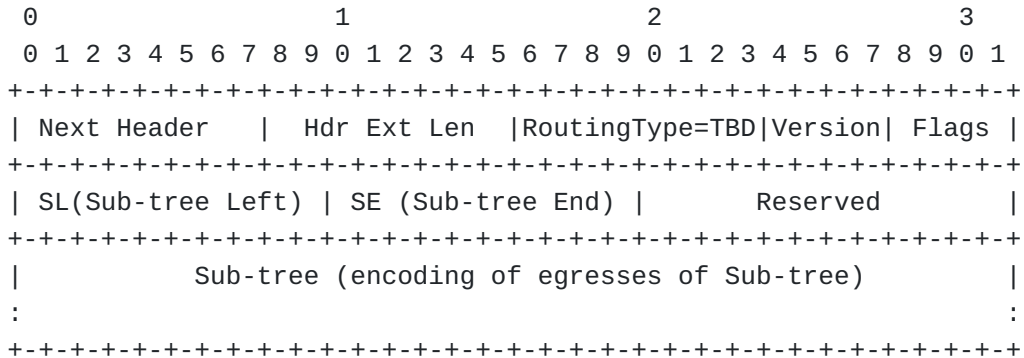 0                   1                   2                   3
 0 1 2 3 4 5 6 7 8 9 0 1 2 3 4 5 6 7 8 9 0 1 2 3 4 5 6 7 8 9 0 1
+-+-+-+-+-+-+-+-+-+-+-+-+-+-+-+-+-+-+-+-+-+-+-+-+-+-+-+-+-+-+-+-+
| Next Header   |  Hdr Ext Len  |RoutingType=TBD|Version| Flags |
+-+-+-+-+-+-+-+-+-+-+-+-+-+-+-+-+-+-+-+-+-+-+-+-+-+-+-+-+-+-+-+-+
| SL(Sub-tree Left) | SE (Sub-tree End) |       Reserved        |
+-+-+-+-+-+-+-+-+-+-+-+-+-+-+-+-+-+-+-+-+-+-+-+-+-+-+-+-+-+-+-+-+
|           Sub-tree (encoding of egresses of Sub-tree)         |
:                                                               :
+-+-+-+-+-+-+-+-+-+-+-+-+-+-+-+-+-+-+-+-+-+-+-+-+-+-+-+-+-+-+-+-+